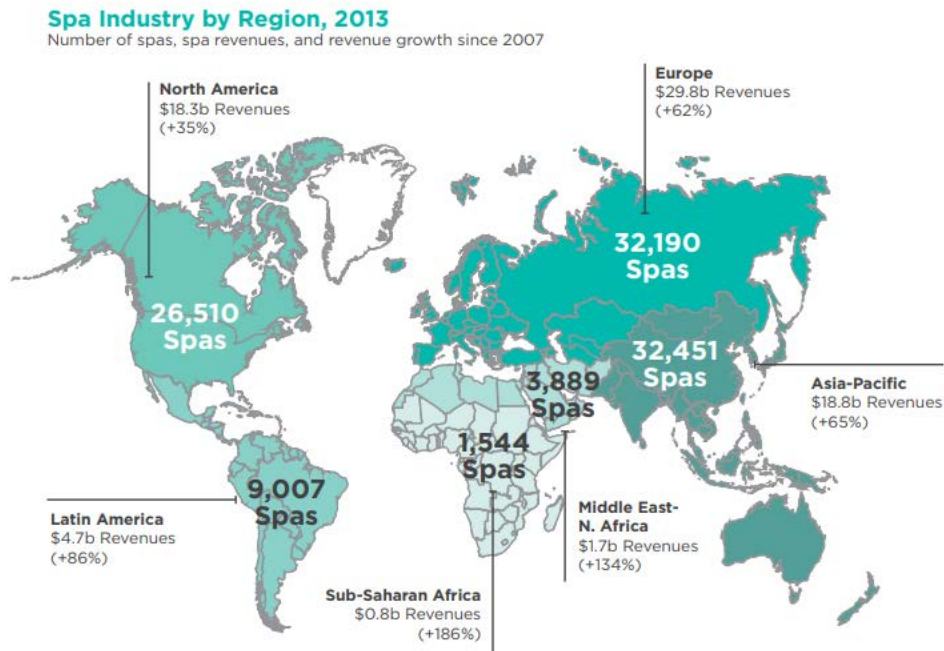 Spa Industry by Region, 2013
Number of spas, spa revenues, and revenue growth since 2007
North America
$18.3b Revenues
(+35%)
Europe
$29.8b Revenues
(+62%)
32,190
Spas
26,510
Spas
32,451
Spas
3,889
Spas
Asia-Pacific
$18.8b Revenues
(+65%)
1,544
Spas
9,007
Spas
Latin America
$4.7b Revenues
(+86%)
Middle East-
N. Africa
$1.7b Revenues
(+134%)
Sub-Saharan Africa
$0.8b Revenues
(+186%)